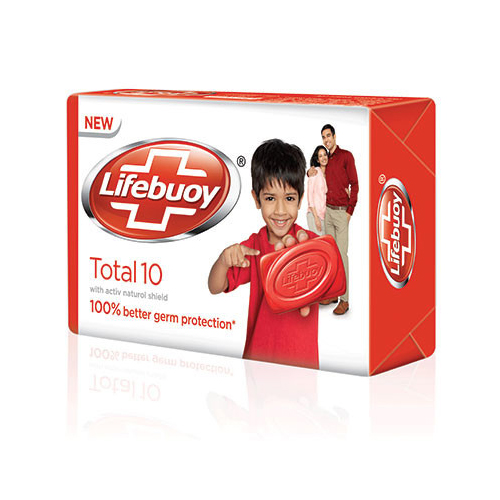 NEW
Lifebuoy
®
Total 10
with activ naturol shield
100% better germ protection*
Lifebuoy
®
Lifebuoy